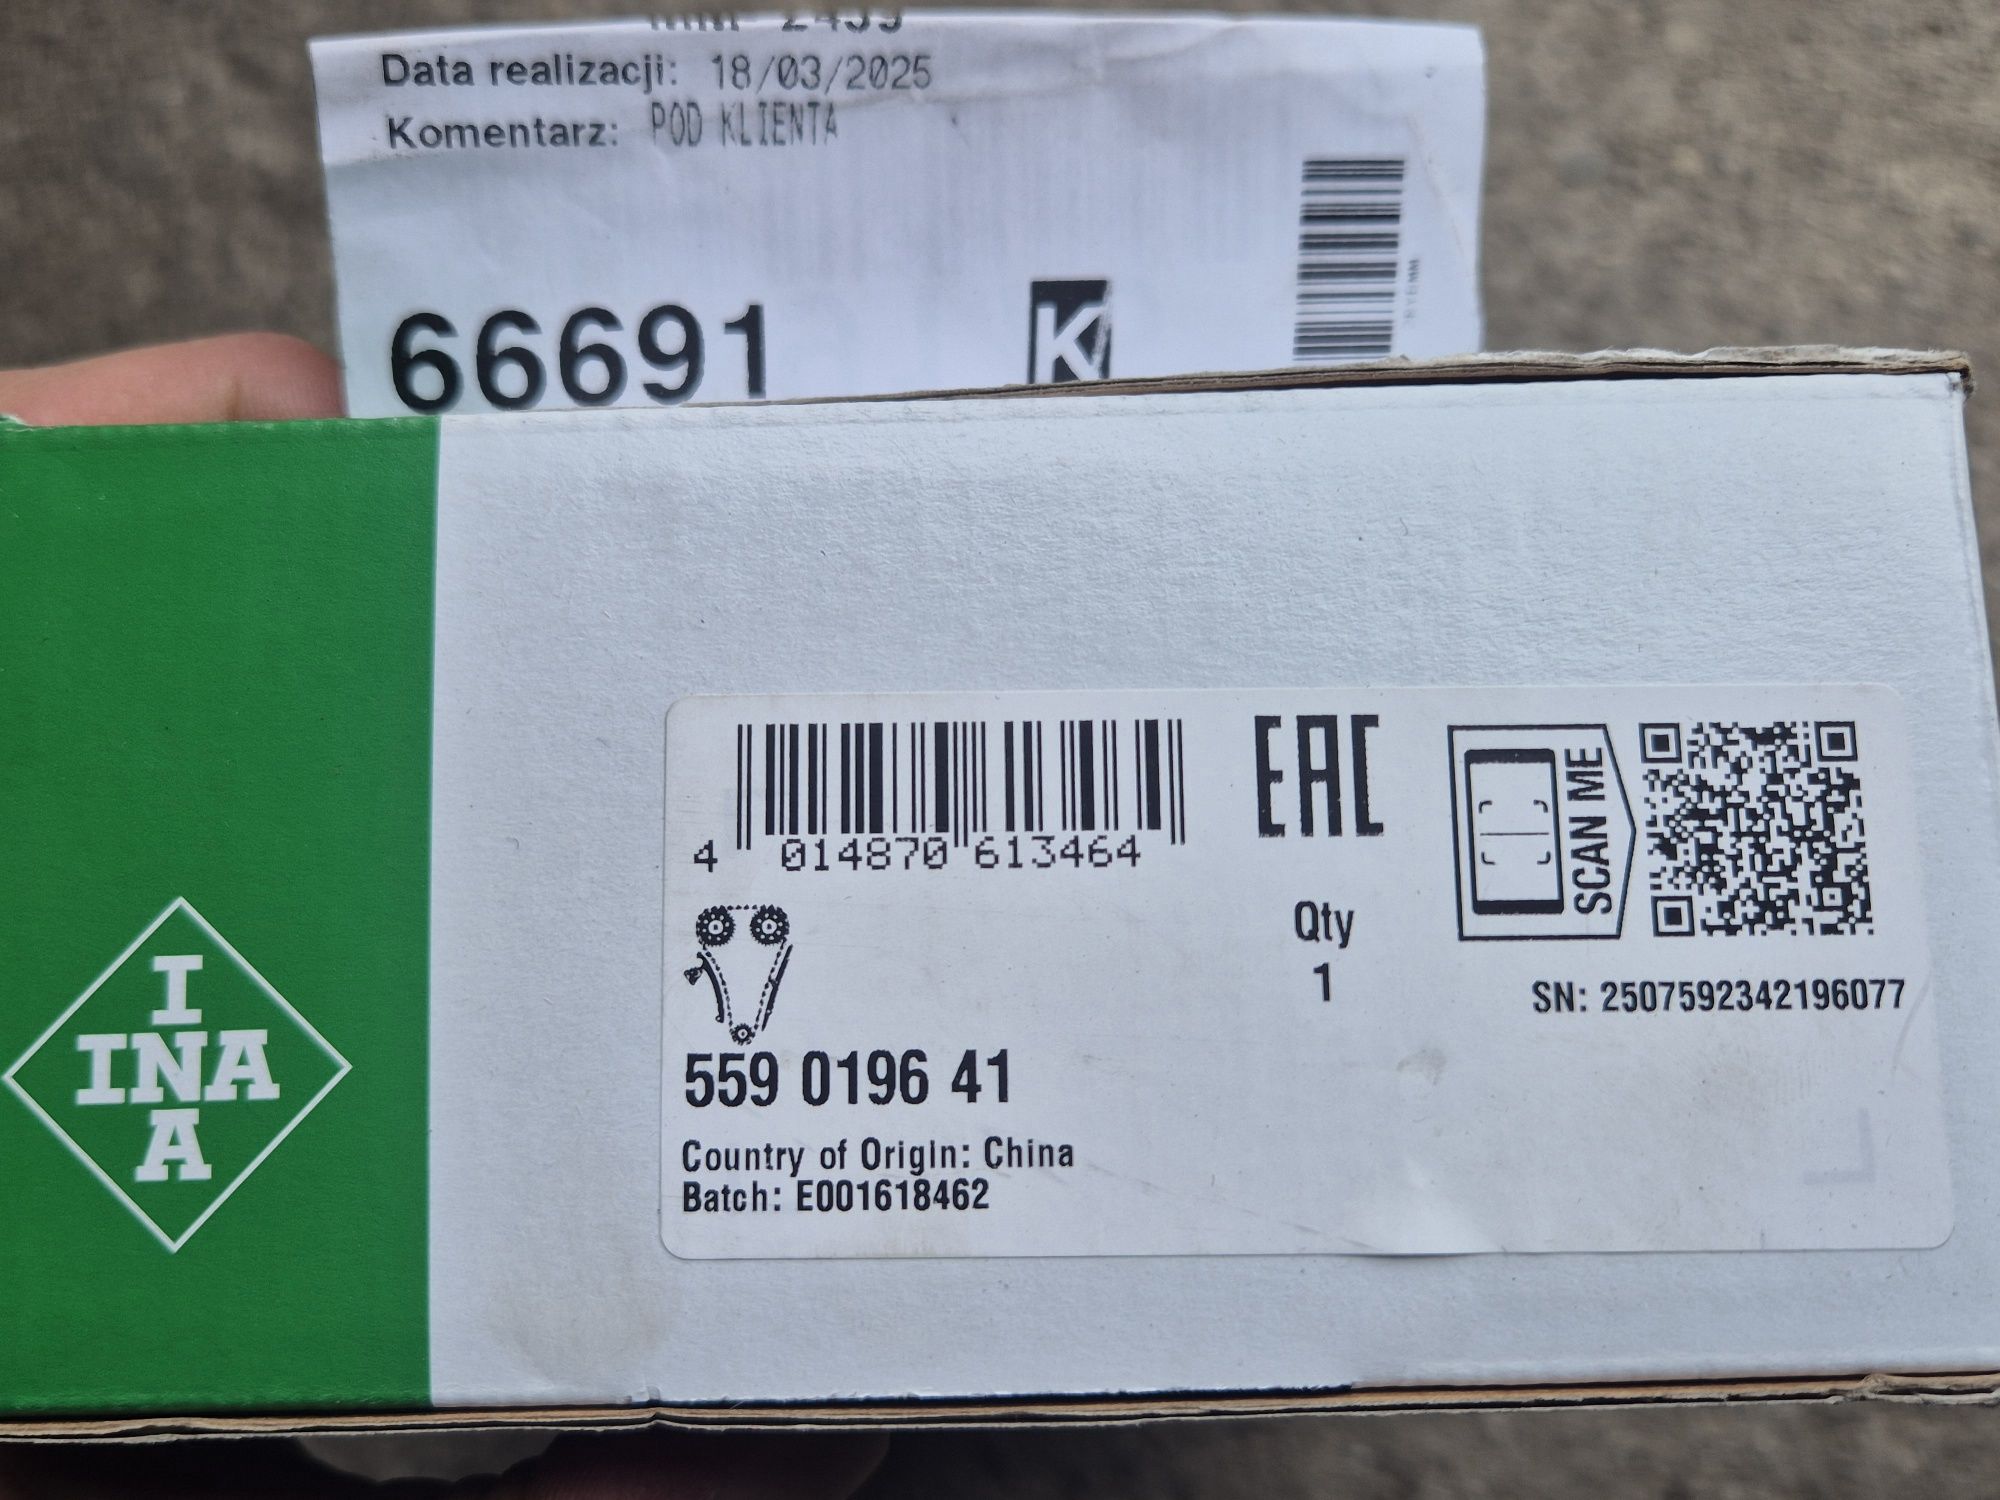 Data realizacji: 18/03/2025
Komentarz: POD KLIENTA
66691
K
4 014870 613464
EAC
SCAN ME
Qty
1
SN: 2507592342196077
I
INA
A
559 0196 41
Country of Origin: China
Batch: E001618462